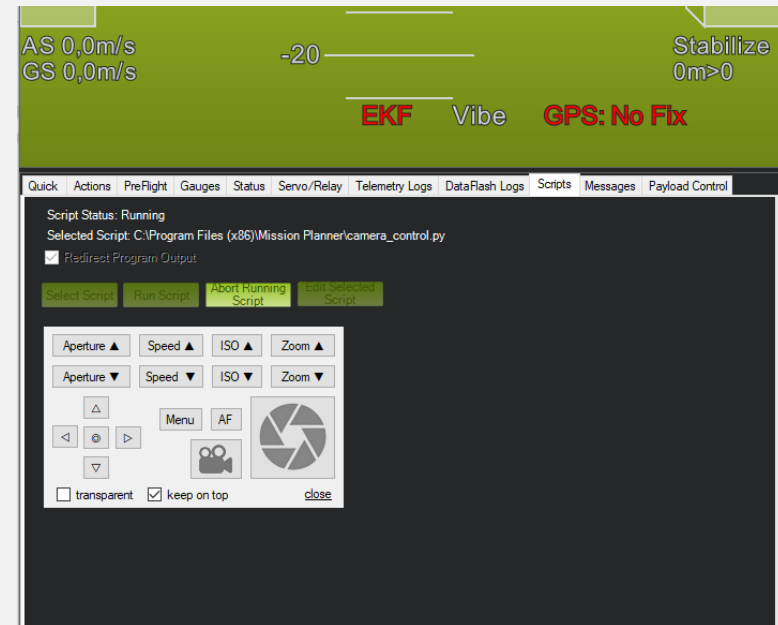 AS 0,0m/s
GS 0,0m/s
-20
Stabilize
0m>0
EKF Vibe GPS: No Fix
Quick Actions PreFlight Gauges Status Servo/Relay Telemetry Logs DataFlash Logs Scripts Messages Payload Control
Script Status: Running
Selected Script: C:\Program Files (x86)\Mission Planner\camera_control.py
Redirect Program Output
Select Script Run Script Abort Running Script Edit Selected Script
Aperture ▲ Speed ▲ ISO ▲ Zoom ▲
Aperture ▼ Speed ▼ ISO ▼ Zoom ▼
Menu AF
transparent keep on top close